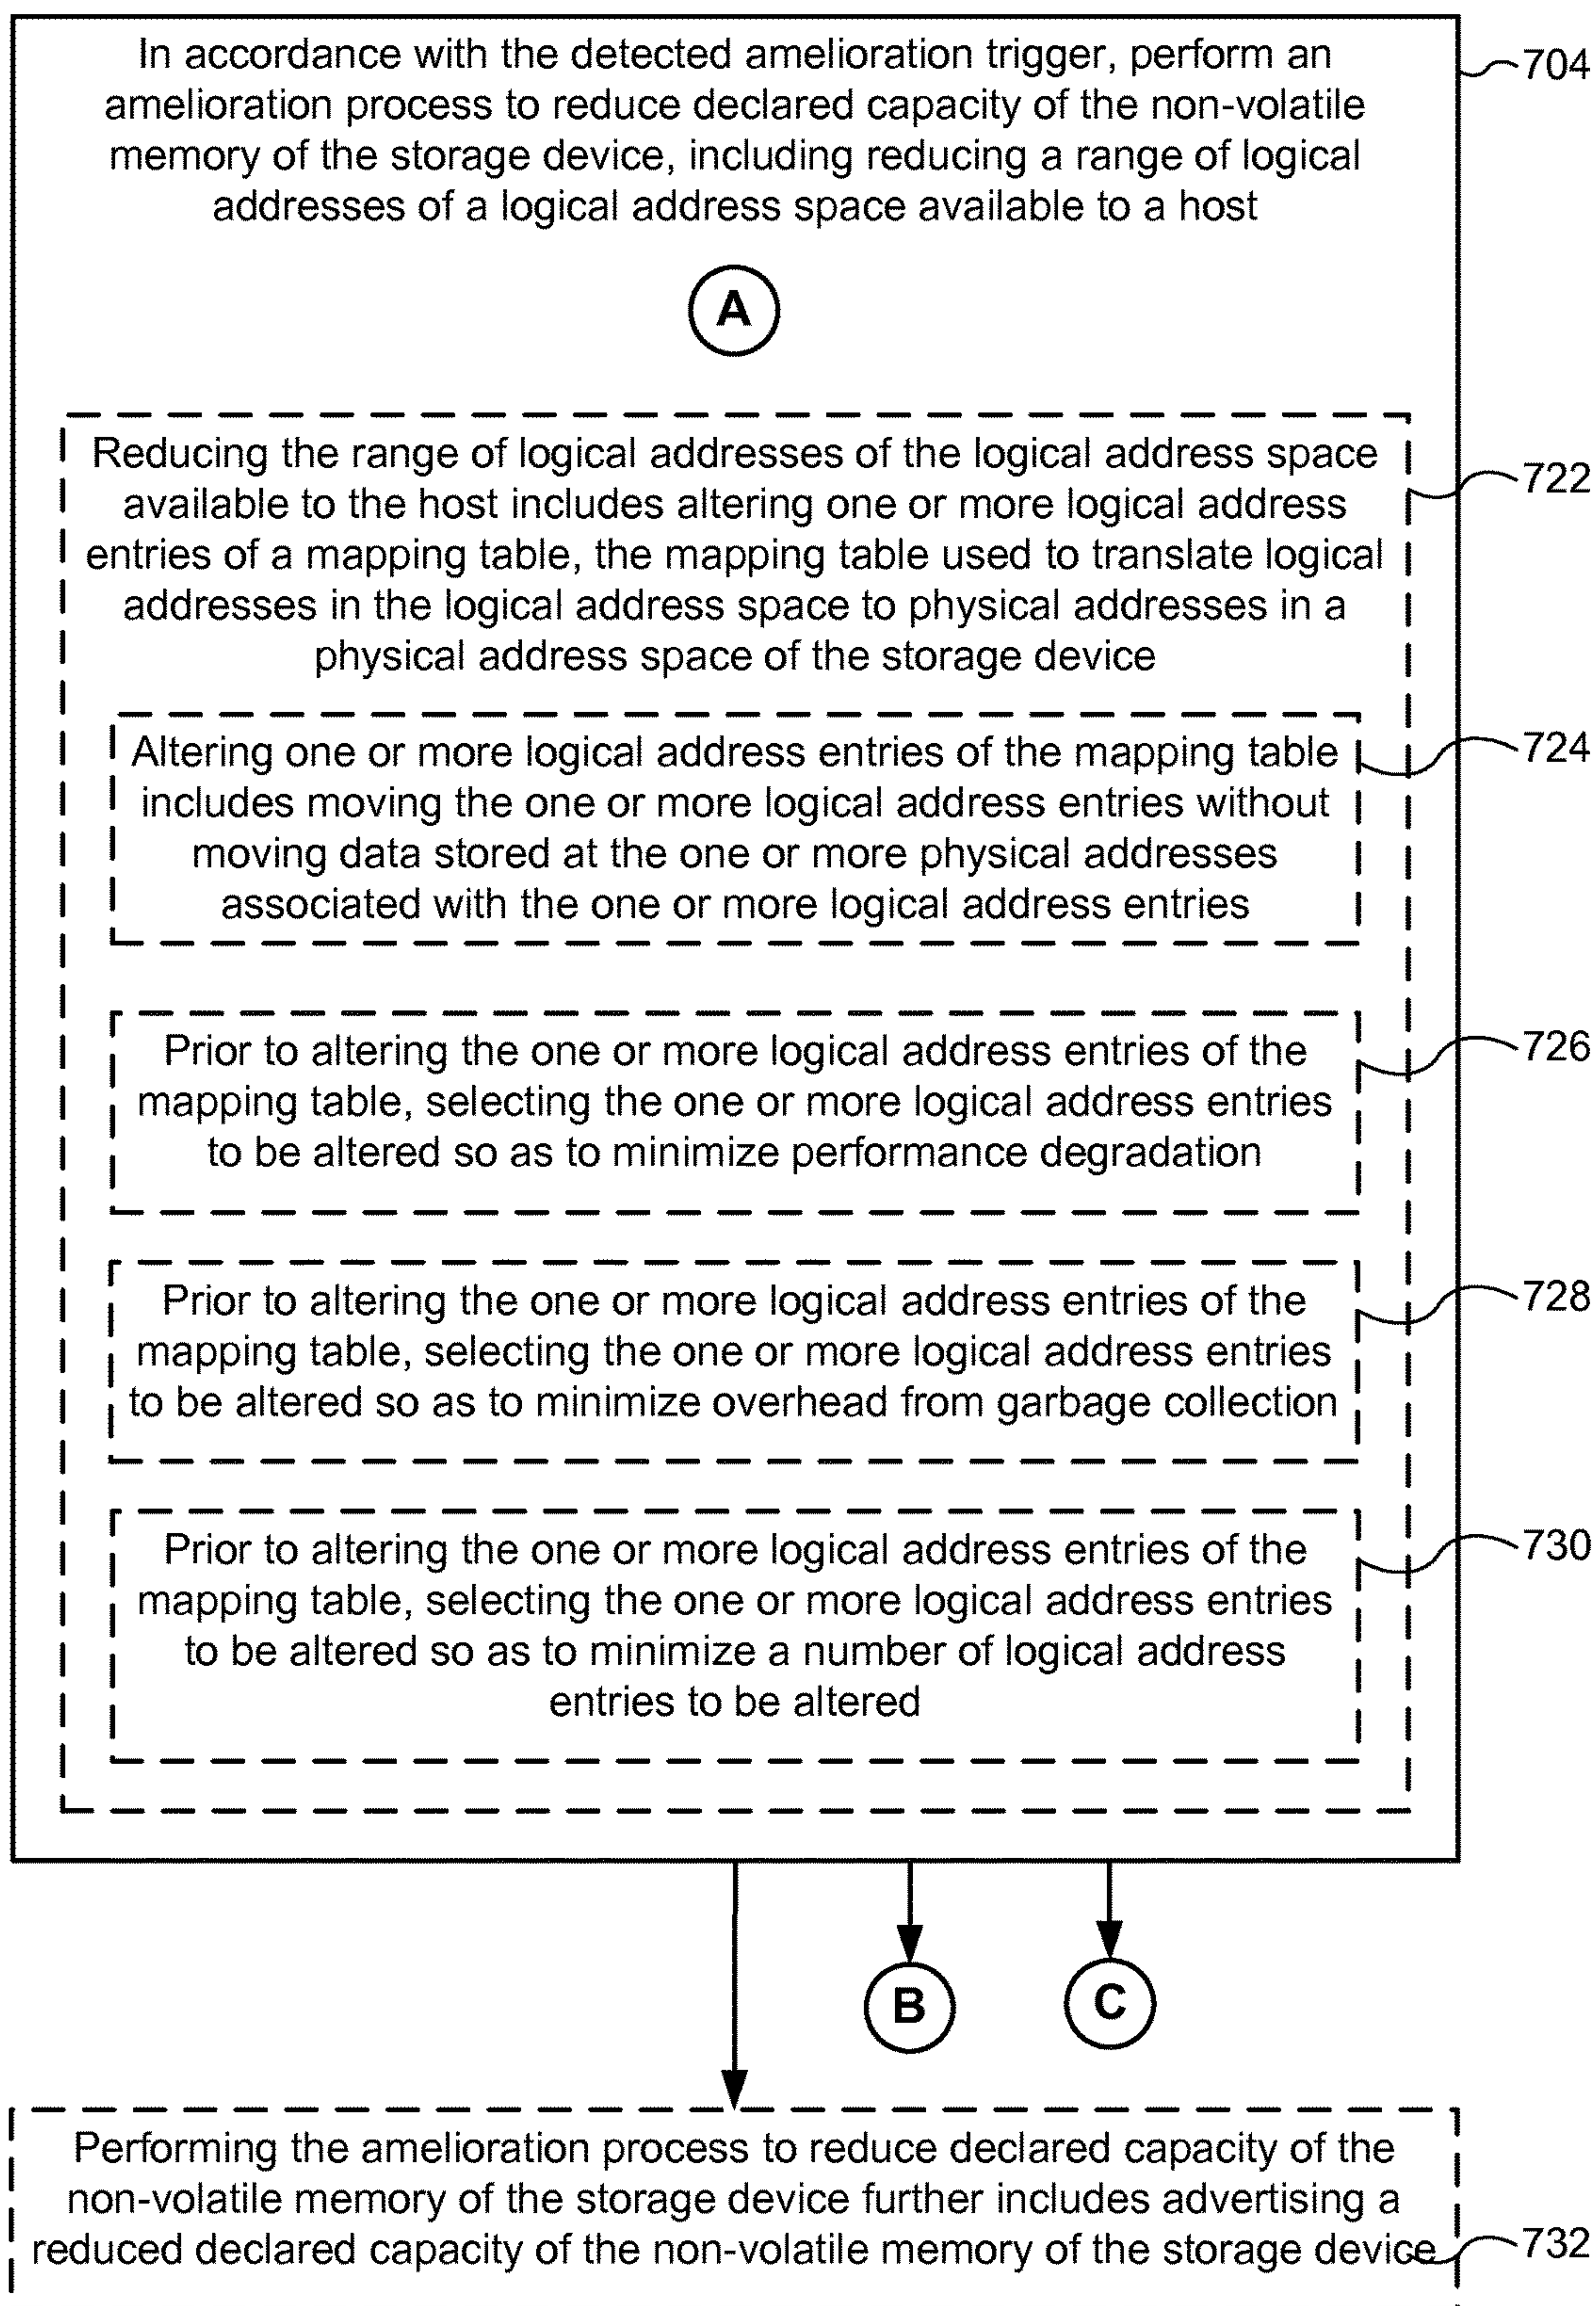 In accordance with the detected amelioration trigger, perform an
amelioration process to reduce declared capacity of the non-volatile
memory of the storage device, including reducing a range of logical
addresses of a logical address space available to a host
704
A
Reducing the range of logical addresses of the logical address space
available to the host includes altering one or more logical address
entries of a mapping table, the mapping table used to translate logical
addresses in the logical address space to physical addresses in a
physical address space of the storage device
722
Altering one or more logical address entries of the mapping table
includes moving the one or more logical address entries without
moving data stored at the one or more physical addresses
associated with the one or more logical address entries
724
Prior to altering the one or more logical address entries of the
mapping table, selecting the one or more logical address entries
to be altered so as to minimize performance degradation
726
Prior to altering the one or more logical address entries of the
mapping table, selecting the one or more logical address entries
to be altered so as to minimize overhead from garbage collection
728
Prior to altering the one or more logical address entries of the
mapping table, selecting the one or more logical address entries
to be altered so as to minimize a number of logical address
entries to be altered
730
B
C
Performing the amelioration process to reduce declared capacity of the
non-volatile memory of the storage device further includes advertising a
reduced declared capacity of the non-volatile memory of the storage device
732